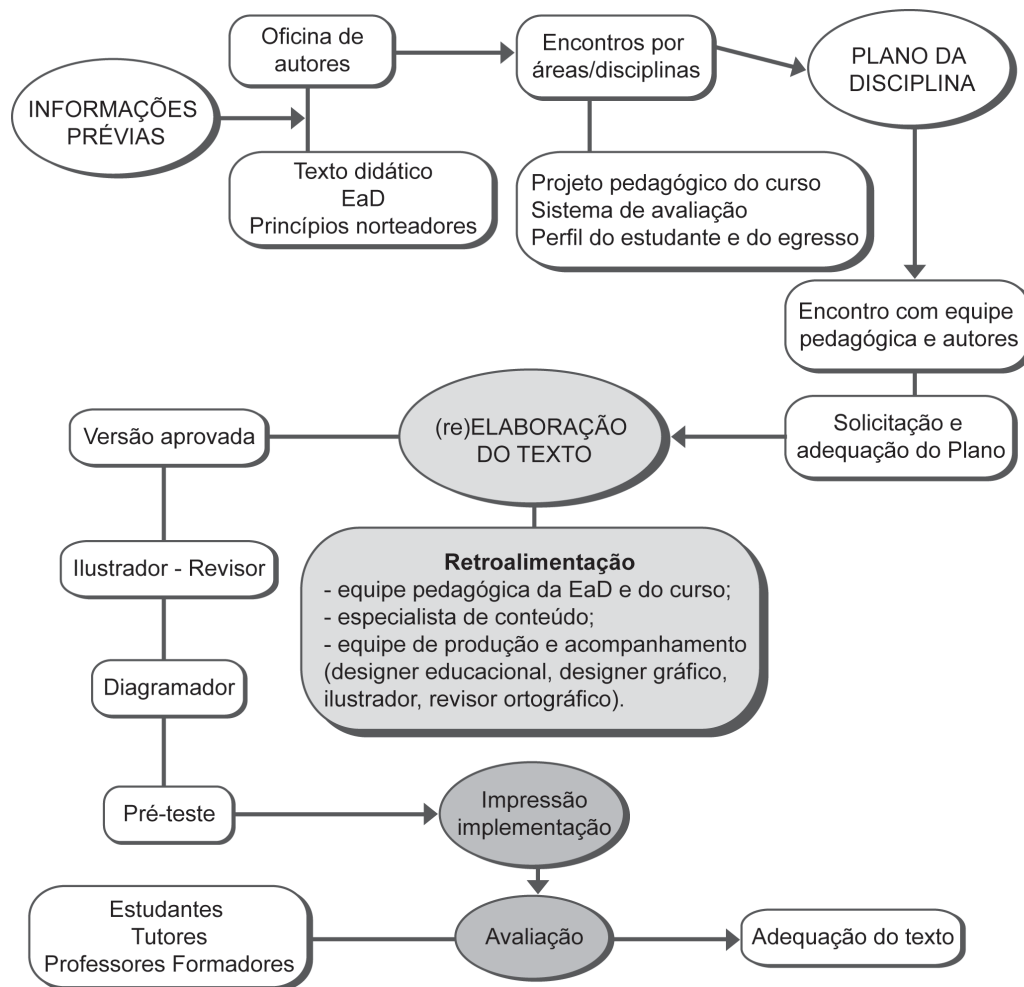 Oficina de
autores
Encontros por
áreas/disciplinas
PLANO DA
DISCIPLINA
INFORMAÇÕES
PRÉVIAS
Texto didático
EaD
Princípios norteadores
Projeto pedagógico do curso
Sistema de avaliação
Perfil do estudante e do egresso
Encontro com equipe
pedagógica e autores
Solicitação e
adequação do Plano
(re)ELABORAÇÃO
DO TEXTO
Versão aprovada
Retroalimentação
- equipe pedagógica da EaD e do curso;
- especialista de conteúdo;
- equipe de produção e acompanhamento
(designer educacional, designer gráfico,
ilustrador, revisor ortográfico).
Ilustrador - Revisor
Diagramador
Pré-teste
Impressão
implementação
Estudantes
Tutores
Professores Formadores
Avaliação
Adequação do texto